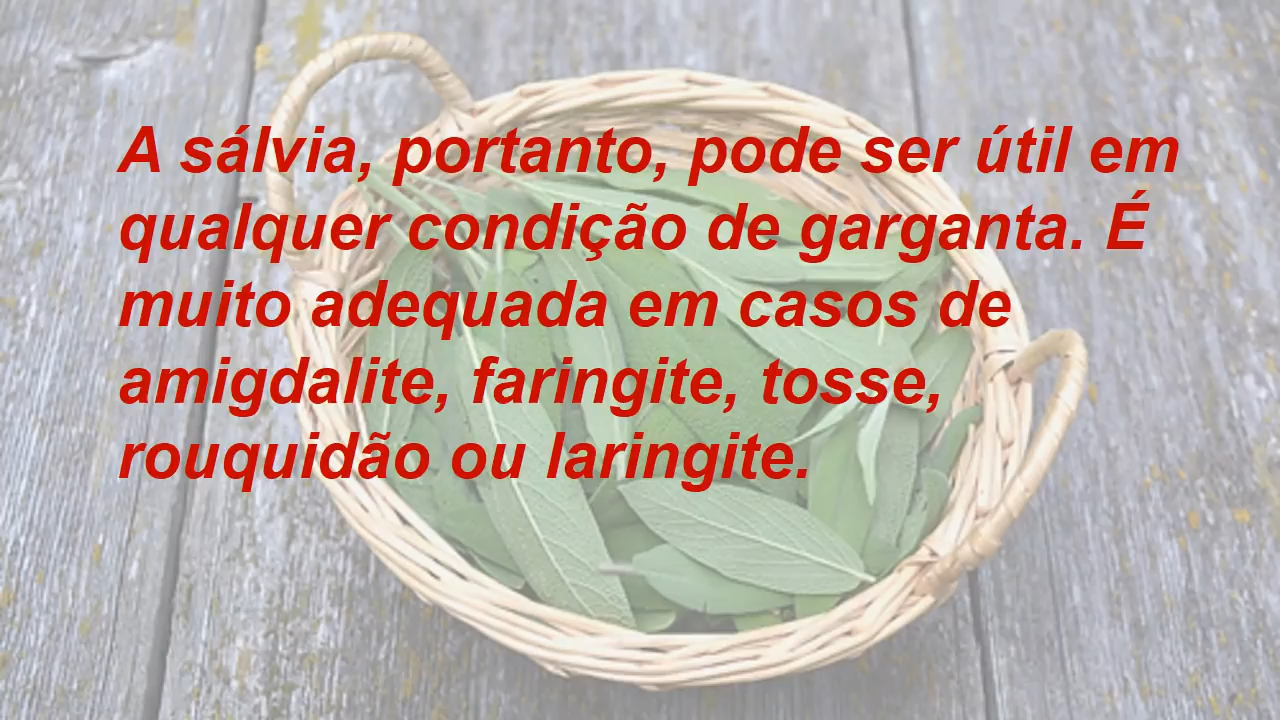 A sálvia, portanto, pode ser útil em
qualquer condição de garganta. É
muito adequada em casos de
amigdalite, faringite, tosse,
rouquidão ou laringite.